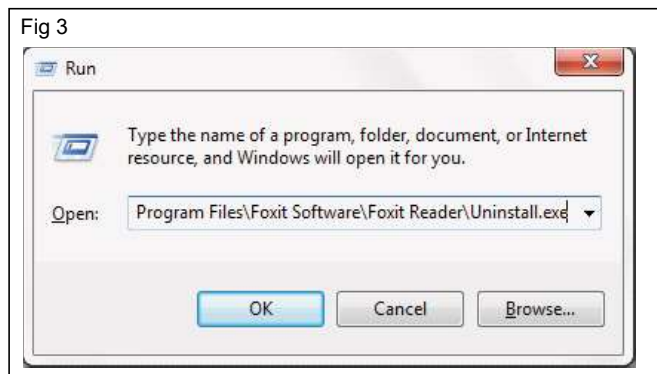 Fig 3
Run
Type the name of a program, folder, document, or Internet
resource, and Windows will open it for you.
Open: Program Files\Foxit Software\Foxit Reader\Uninstall.exe
OK Cancel Browse...